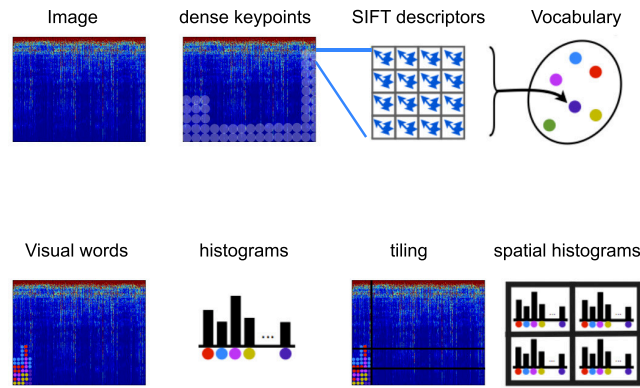 Image
dense keypoints
SIFT descriptors
Vocabulary
Visual words
histograms
tiling
spatial histograms
...
...
...
...
...